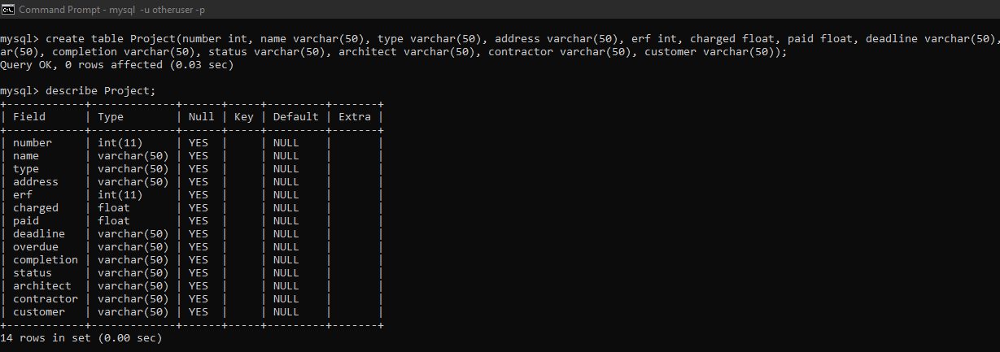 Command Prompt - mysql -u otheruser -p
mysql> create table Project(number int, name varchar(50), type varchar(50), address varchar(50), erf int, charged float, paid float, deadline varchar(50),
ar(50), completion varchar(50), status varchar(50), architect varchar(50), contractor varchar(50), customer varchar(50));
Query OK, 0 rows affected (0.03 sec)
mysql> describe Project;
+------------+-------------+------+-----+---------+-------+
| Field      | Type        | Null | Key | Default | Extra |
+------------+-------------+------+-----+---------+-------+
| number     | int(11)     | YES  |     | NULL    |       |
| name       | varchar(50) | YES  |     | NULL    |       |
| type       | varchar(50) | YES  |     | NULL    |       |
| address    | varchar(50) | YES  |     | NULL    |       |
| erf        | int(11)     | YES  |     | NULL    |       |
| charged    | float       | YES  |     | NULL    |       |
| paid       | float       | YES  |     | NULL    |       |
| deadline   | varchar(50) | YES  |     | NULL    |       |
| overdue    | varchar(50) | YES  |     | NULL    |       |
| completion | varchar(50) | YES  |     | NULL    |       |
| status     | varchar(50) | YES  |     | NULL    |       |
| architect  | varchar(50) | YES  |     | NULL    |       |
| contractor | varchar(50) | YES  |     | NULL    |       |
| customer   | varchar(50) | YES  |     | NULL    |       |
+------------+-------------+------+-----+---------+-------+
14 rows in set (0.00 sec)